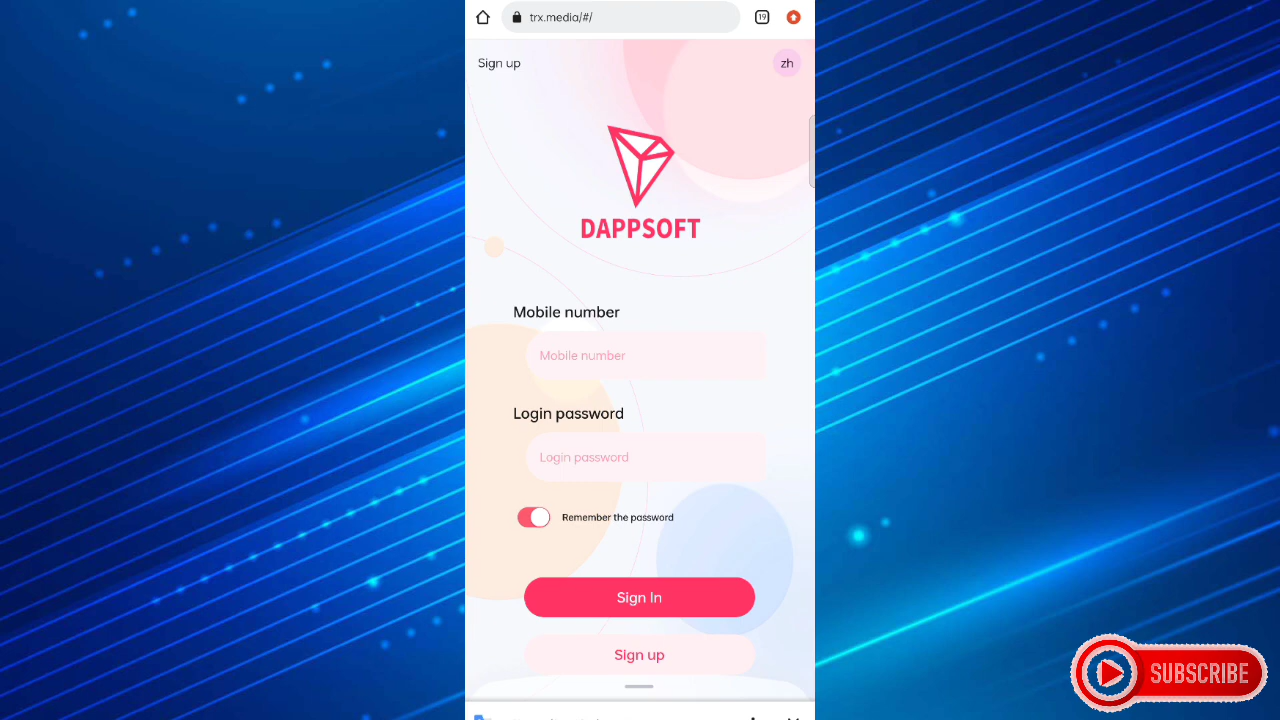 trx.media/#/
19
Sign up
zh
DAPPSOFT
Mobile number
Mobile number
Login password
Login password
Remember the password
Sign In
Sign up
SUBSCRIBE